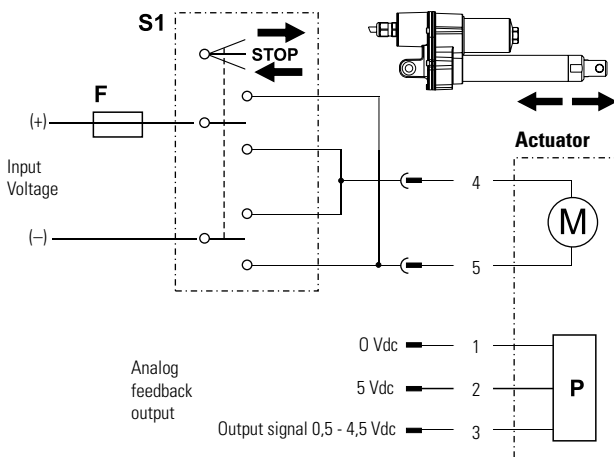 S1
STOP
F
(+)
Input
Voltage
(–)
Actuator
4
M
5
Analog
feedback
output
0 Vdc
1
5 Vdc
2
P
Output signal 0,5 - 4,5 Vdc
3